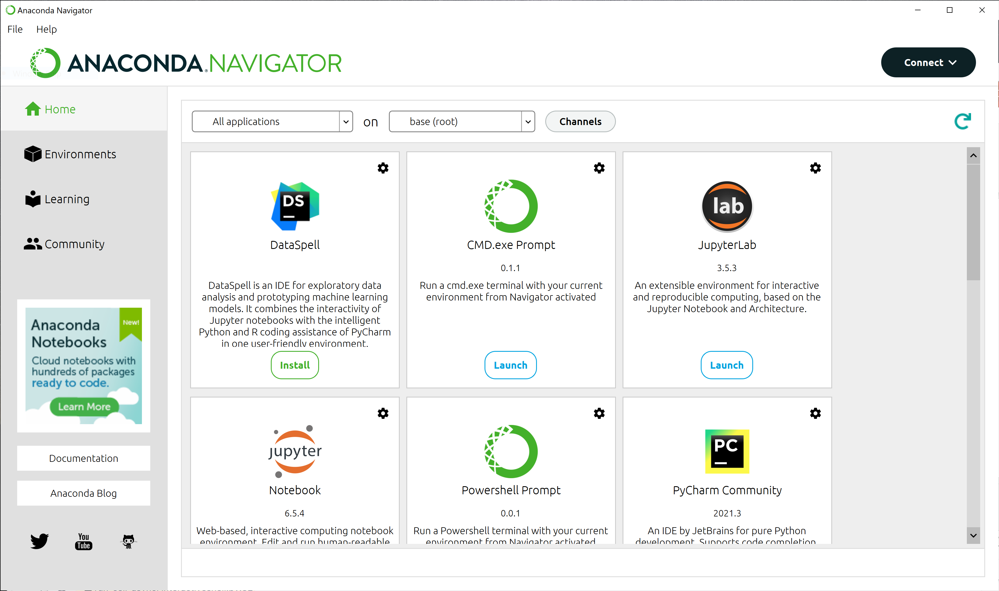 Anaconda Navigator
File Help
ANACONDA.NAVIGATOR
Connect
Home
Environments
Learning
Community
Anaconda
Notebooks
New!
Cloud notebooks with
hundreds of packages
ready to code.
Learn More
Documentation
Anaconda Blog
You
Tube
All applications on base (root) Channels
DS
DataSpell
DataSpell is an IDE for exploratory data
analysis and prototyping machine learning
models. It combines the interactivity of
Jupyter notebooks with the intelligent
Python and R coding assistance of PyCharm
in one user-friendly environment.
Install
CMD.exe Prompt
0.1.1
Run a cmd.exe terminal with your current
environment from Navigator activated
Launch
lab
JupyterLab
3.5.3
An extensible environment for interactive
and reproducible computing, based on the
Jupyter Notebook and Architecture.
Launch
jupyter
Notebook
6.5.4
Web-based, interactive computing notebook
environment. Edit and run human-readable
Powershell Prompt
0.0.1
Run a Powershell terminal with your current
environment from Navigator activated
PC
PyCharm Community
2021.3
An IDE by JetBrains for pure Python
development. Supports code completion